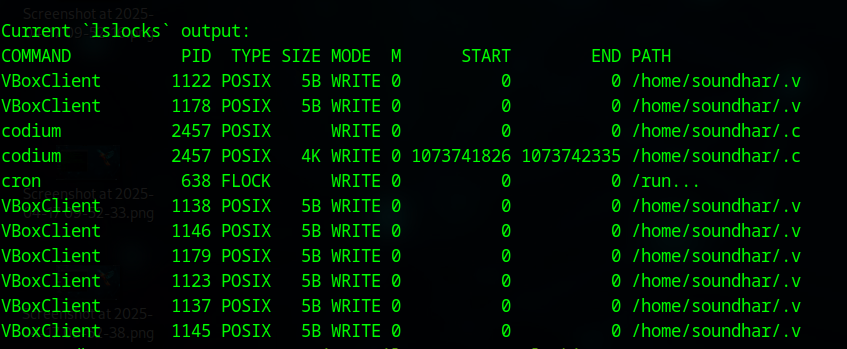 Screenshot at 2025-
Current `lslocks` output:
COMMAND           PID  TYPE SIZE MODE  M      START        END PATH
VBoxClient       1122 POSIX   5B WRITE 0          0          0 /home/soundhar/.v
VBoxClient       1178 POSIX   5B WRITE 0          0          0 /home/soundhar/.v
codium           2457 POSIX      WRITE 0          0          0 /home/soundhar/.c
codium           2457 POSIX   4K WRITE 0 1073741826 1073742335 /home/soundhar/.c
cron              638 FLOCK      WRITE 0          0          0 /run...
Screenshot at 2025-
VBoxClient       1138 POSIX   5B WRITE 0          0          0 /home/soundhar/.v
VBoxClient       1146 POSIX   5B WRITE 0          0          0 /home/soundhar/.v
VBoxClient       1179 POSIX   5B WRITE 0          0          0 /home/soundhar/.v
VBoxClient       1123 POSIX   5B WRITE 0          0          0 /home/soundhar/.v
VBoxClient       1137 POSIX   5B WRITE 0          0          0 /home/soundhar/.v
Screenshot at 2025-
VBoxClient       1145 POSIX   5B WRITE 0          0          0 /home/soundhar/.v